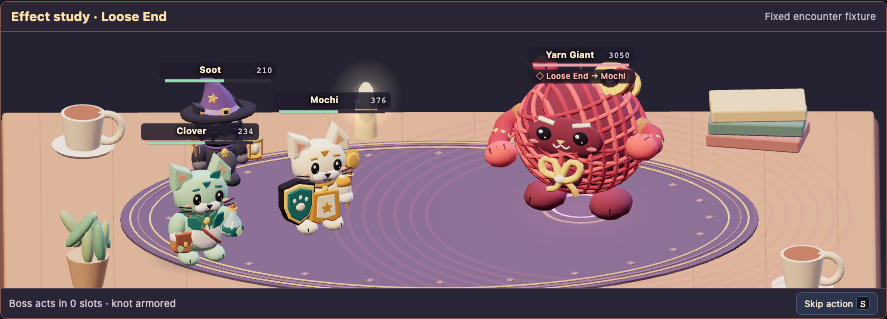 Effect study · Loose End
Fixed encounter fixture
Yarn Giant 3050
◇ Loose End → Mochi
Soot 210
Mochi 376
Clover 234
Boss acts in 0 slots · knot armored
Skip action S